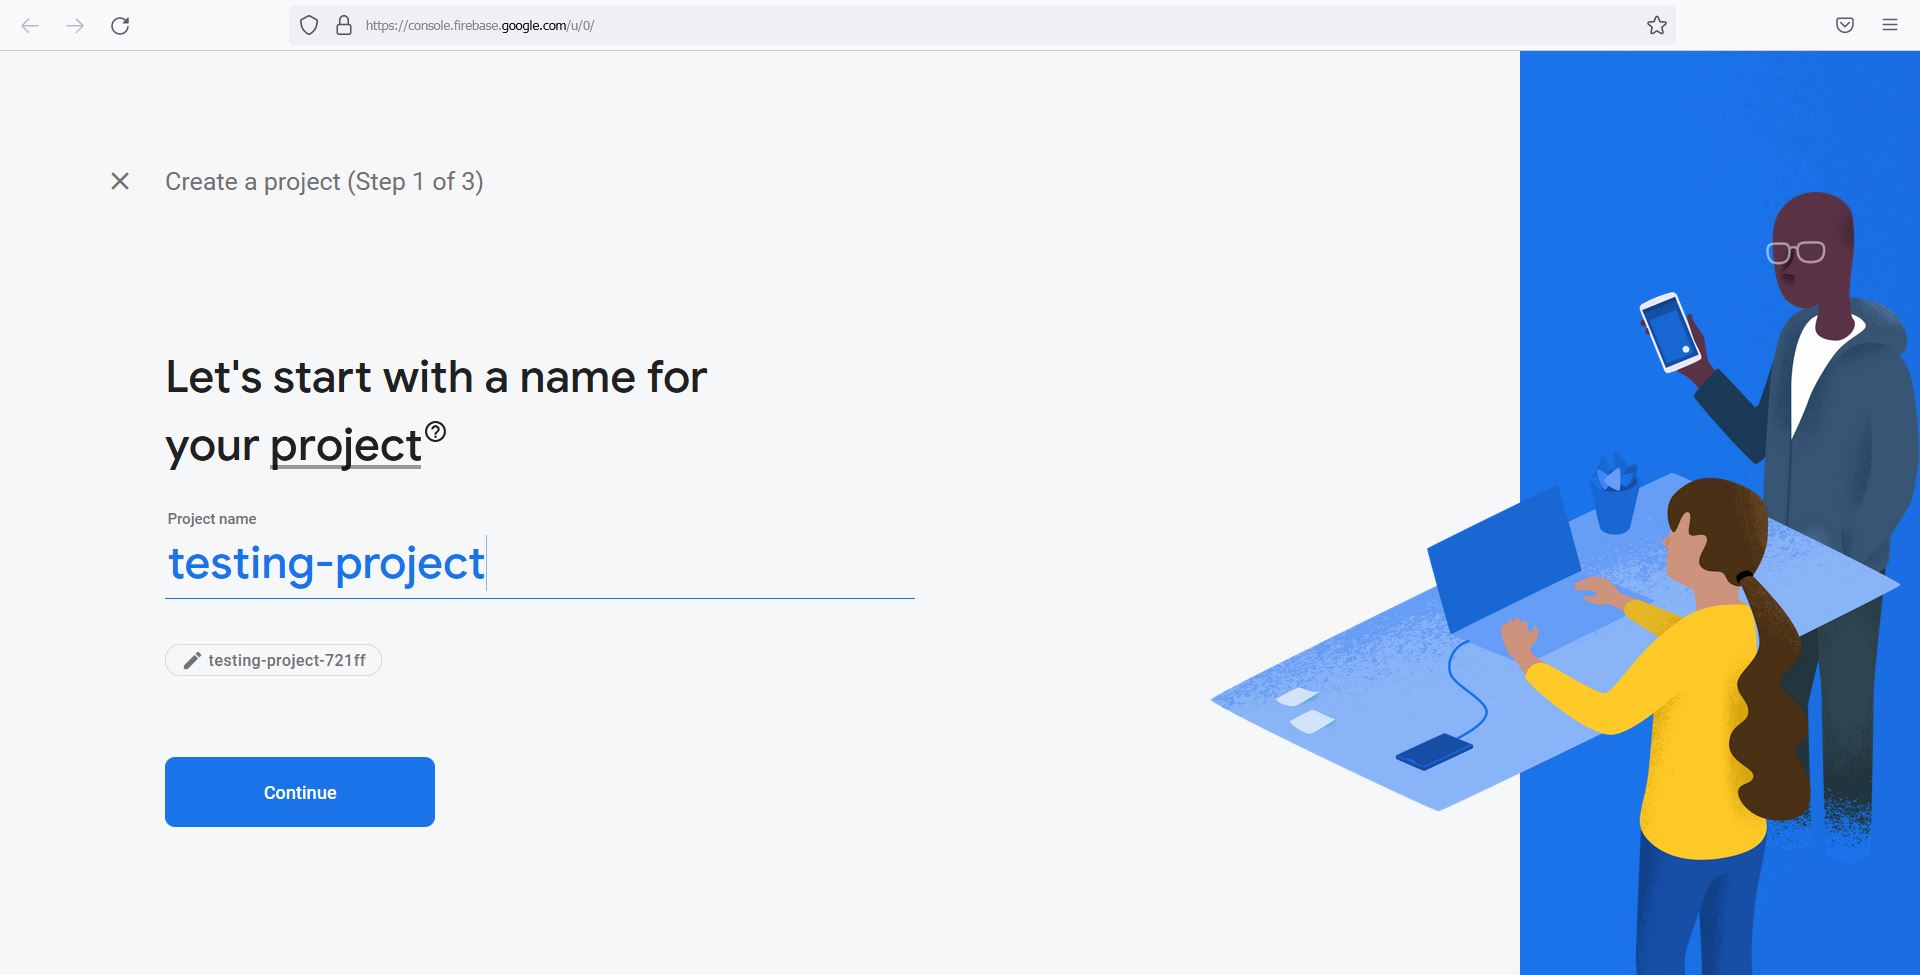 https://console.firebase.google.com/u/0/
Create a project (Step 1 of 3)
Let's start with a name for
your project
Project name
testing-project
testing-project-721ff
Continue